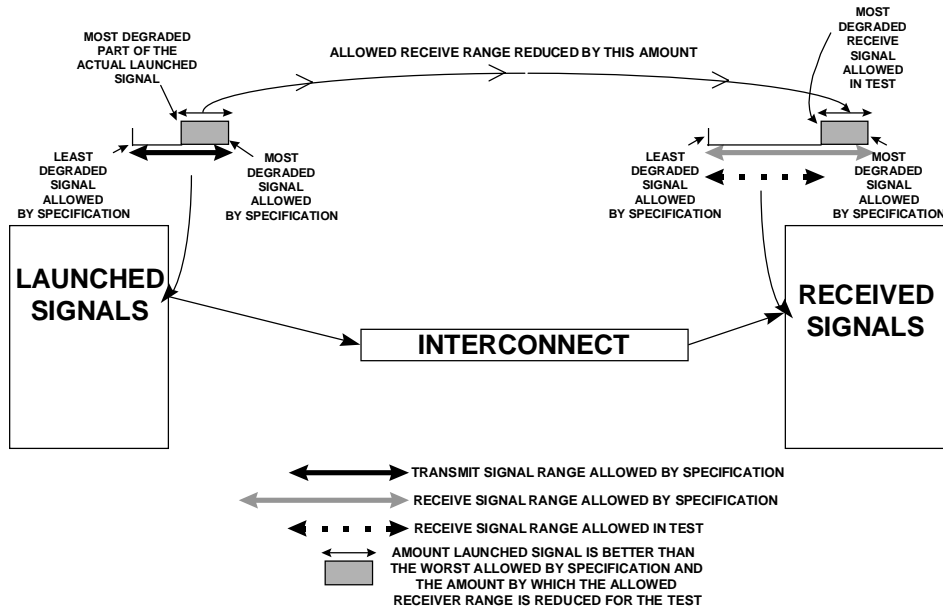 MOST DEGRADED
PART OF THE
ACTUAL LAUNCHED
SIGNAL
ALLOWED RECEIVE RANGE REDUCED BY THIS AMOUNT
MOST
DEGRADED
RECEIVE
SIGNAL
ALLOWED
IN TEST
LEAST
DEGRADED
SIGNAL
ALLOWED
BY SPECIFICATION
MOST
DEGRADED
SIGNAL
ALLOWED
BY SPECIFICATION
LEAST
DEGRADED
SIGNAL
ALLOWED
BY SPECIFICATION
MOST
DEGRADED
SIGNAL
ALLOWED
BY SPECIFICATION
LAUNCHED
SIGNALS
INTERCONNECT
RECEIVED
SIGNALS
TRANSMIT SIGNAL RANGE ALLOWED BY SPECIFICATION
RECEIVE SIGNAL RANGE ALLOWED BY SPECIFICATION
RECEIVE SIGNAL RANGE ALLOWED IN TEST
AMOUNT LAUNCHED SIGNAL IS BETTER THAN
THE WORST ALLOWED BY SPECIFICATION AND
THE AMOUNT BY WHICH THE ALLOWED
RECEIVER RANGE IS REDUCED FOR THE TEST